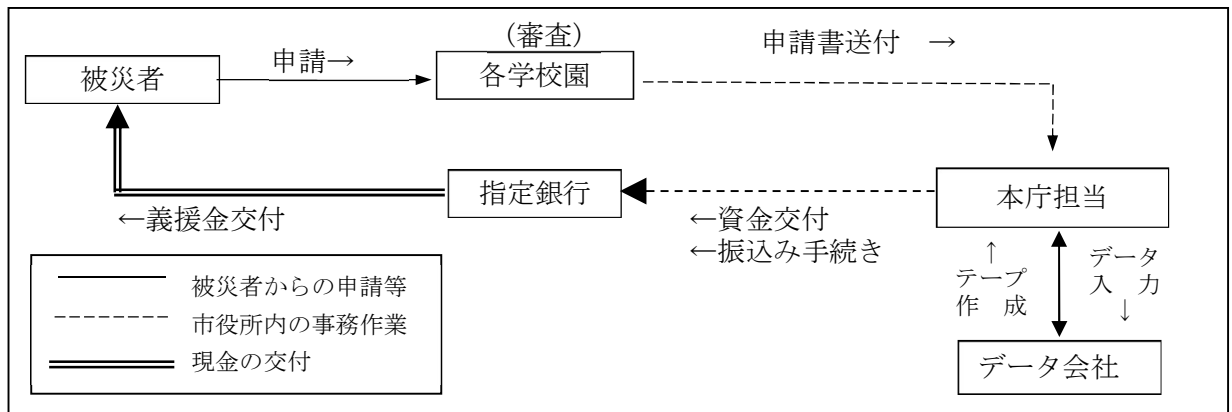 (審査)
申請書送付 →
被災者
申請→
各学校園
指定銀行
本庁担当
←義援金交付
←資金交付
←振込み手続き
↑
テープ
作 成
データ
入 力
↓
データ会社
被災者からの申請等
市役所内の事務作業
現金の交付